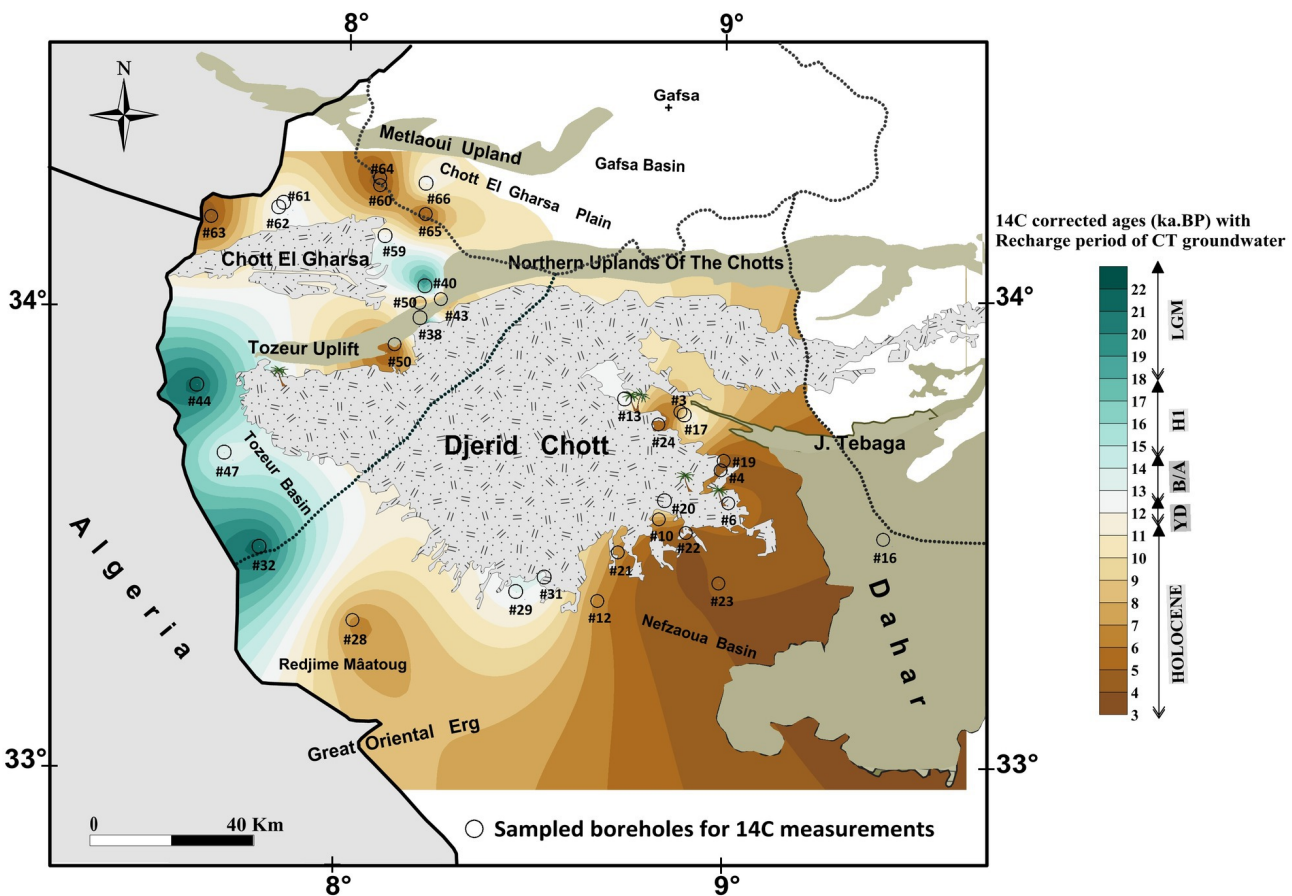 8°
9°
N
Gafsa
Metlaoui Upland
Gafsa Basin
#64
Chott El Gharsa Plain
#61
#60
#66
#62
#63
#65
14C corrected ages (ka.BP) with
Recharge period of CT groundwater
#59
Chott El Gharsa
Northern Uplands Of The Chotts
#40
22
21
20
19
18
17
16
15
14
13
12
11
10
9
8
7
6
5
4
3
LGM
H1
B/A
YD
HOLOCENE
34°
34°
#50
#43
#38
Tozeur Uplift
#50
#44
#3
#13
#17
#24
Djerid Chott
J. Tebaga
#47
Tozeur Basin
#19
#4
#20
#6
#10
#22
#16
Algeria
#32
#21
#31
#29
#23
#12
Dahar
Nefzaoua Basin
#28
Redjime Mâatoug
Great Oriental Erg
33°
33°
0
40 Km
Sampled boreholes for 14C measurements
8°
9°